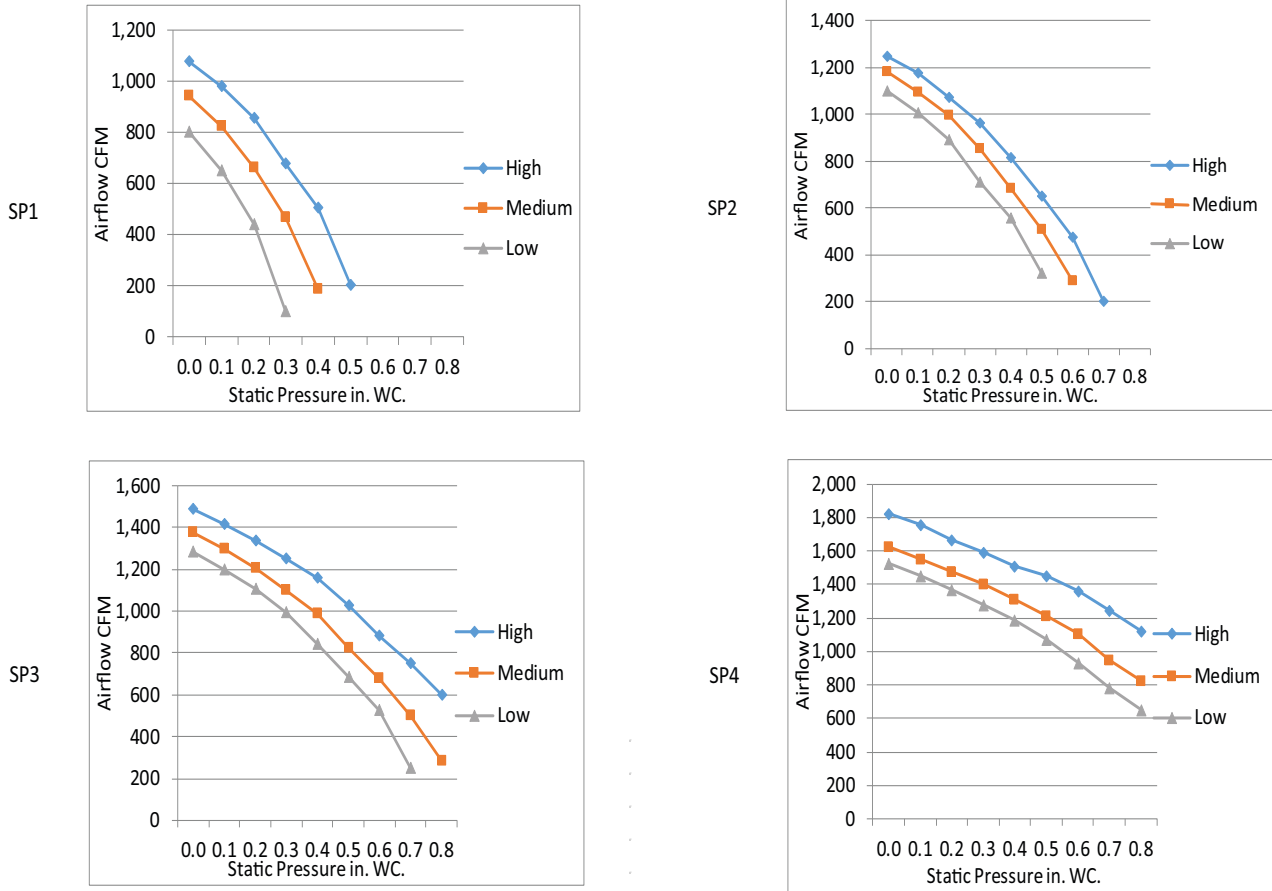 SP1
1,200
1,000
800
600
400
200
0
Airflow CFM
0.0 0.1 0.2 0.3 0.4 0.5 0.6 0.7 0.8
Static Pressure in. WC.
High
Medium
Low
SP2
1,400
1,200
1,000
800
600
400
200
0
Airflow CFM
0.0 0.1 0.2 0.3 0.4 0.5 0.6 0.7 0.8
Static Pressure in. WC.
High
Medium
Low
SP3
1,600
1,400
1,200
1,000
800
600
400
200
0
Airflow CFM
0.0 0.1 0.2 0.3 0.4 0.5 0.6 0.7 0.8
Static Pressure in. WC.
High
Medium
Low
SP4
2,000
1,800
1,600
1,400
1,200
1,000
800
600
400
200
0
Airflow CFM
0.0 0.1 0.2 0.3 0.4 0.5 0.6 0.7 0.8
Static Pressure in. WC.
High
Medium
Low